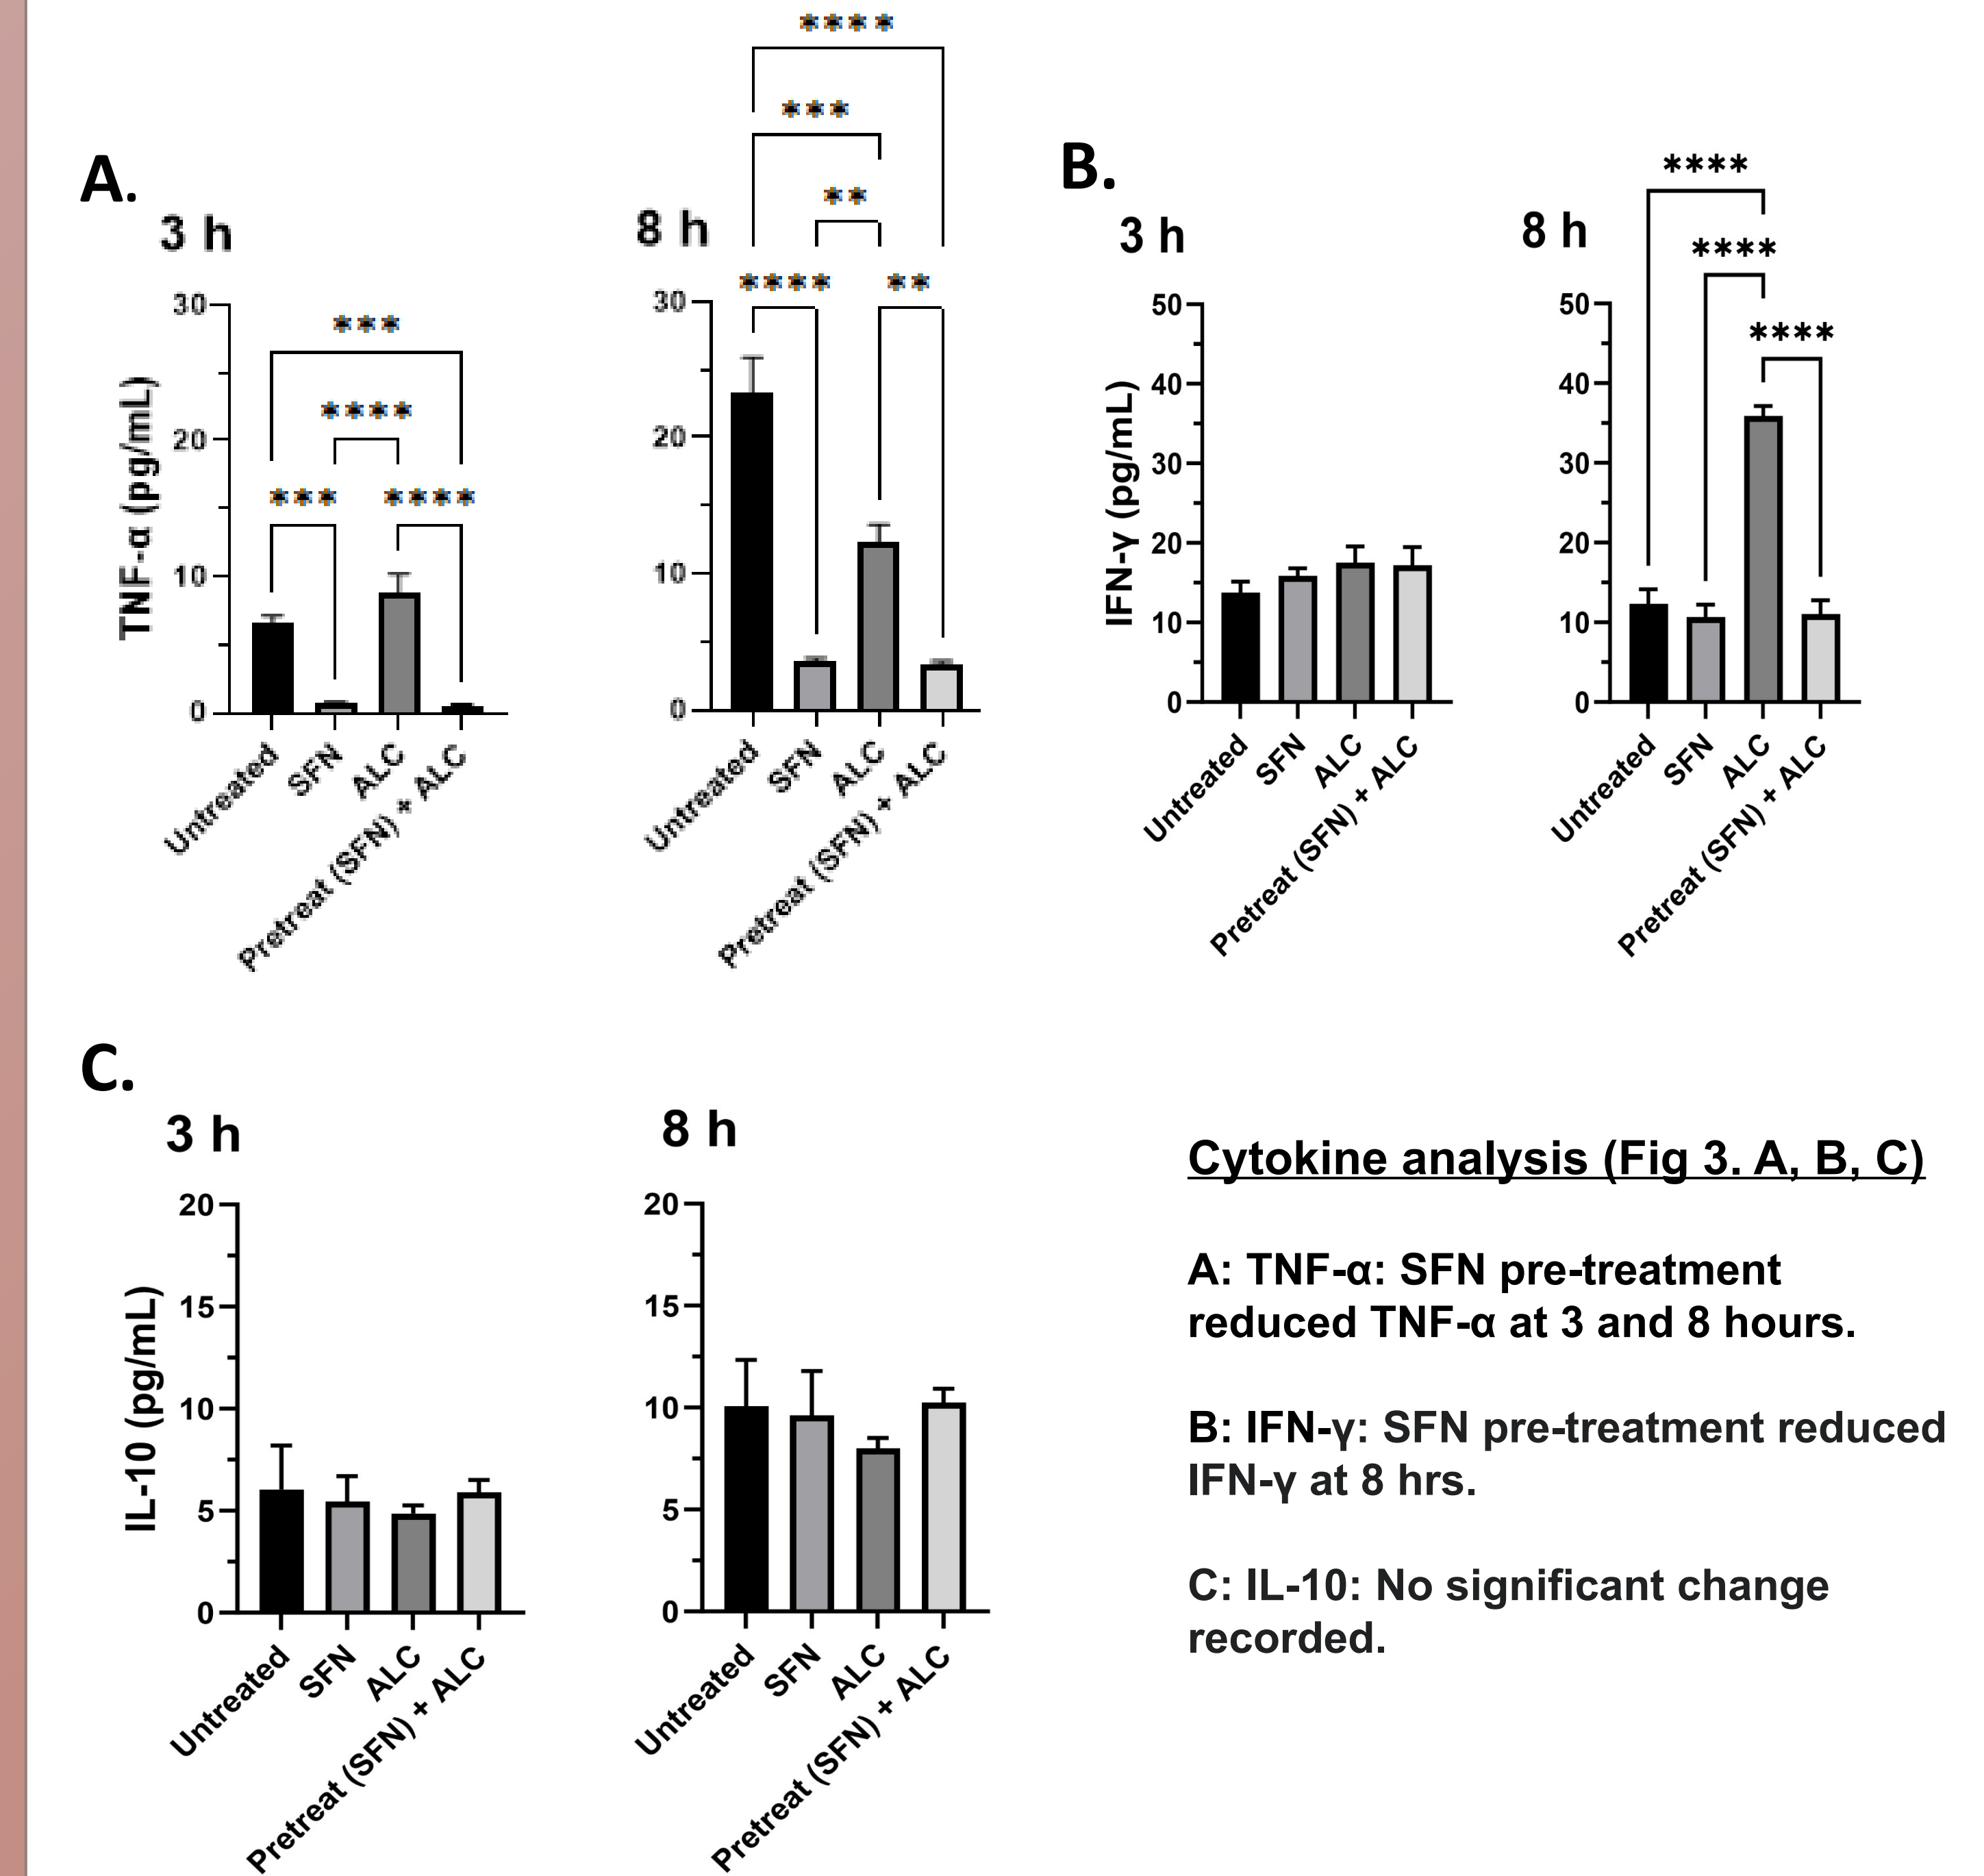 A.
3 h
***
****
***
****
TNF-α (pg/mL)
30
20
10
0
Untreated
SFN
ALC
Pretreat (SFN) + ALC
8 h
****
***
**
****
**
30
20
10
0
Untreated
SFN
ALC
Pretreat (SFN) + ALC
B.
3 h
IFN-γ (pg/mL)
50
40
30
20
10
0
Untreated
SFN
ALC
Pretreat (SFN) + ALC
8 h
****
****
****
50
40
30
20
10
0
Untreated
SFN
ALC
Pretreat (SFN) + ALC
C.
3 h
IL-10 (pg/mL)
20
15
10
5
0
Untreated
SFN
ALC
Pretreat (SFN) + ALC
8 h
20
15
10
5
0
Untreated
SFN
ALC
Pretreat (SFN) + ALC
Cytokine analysis (Fig 3. A, B, C)
A: TNF-α: SFN pre-treatment
reduced TNF-α at 3 and 8 hours.
B: IFN-γ: SFN pre-treatment reduced
IFN-γ at 8 hrs.
C: IL-10: No significant change
recorded.